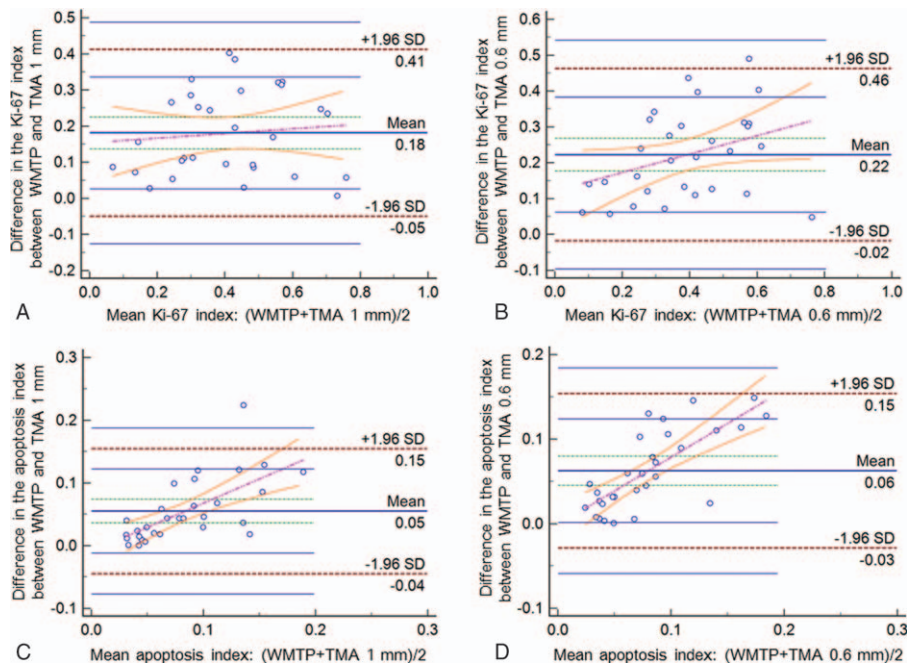 Difference in the Ki-67 index
between WMTP and TMA 1 mm
0.5
0.4
0.3
0.2
0.1
0.0
-0.1
-0.2
+1.96 SD
0.41
Mean
0.18
-1.96 SD
-0.05
0.0 0.2 0.4 0.6 0.8 1.0
A
Mean Ki-67 index: (WMTP+TMA 1 mm)/2
Difference in the Ki-67 index
between WMTP and TMA 0.6 mm
0.6
0.5
0.4
0.3
0.2
0.1
0.0
-0.1
+1.96 SD
0.46
Mean
0.22
-1.96 SD
-0.02
0.0 0.2 0.4 0.6 0.8 1.0
B
Mean Ki-67 index: (WMTP+TMA 0.6 mm)/2
Difference in the apoptosis index
between WMTP and TMA 1 mm
0.3
0.2
0.1
0.0
-0.1
+1.96 SD
0.15
Mean
0.05
-1.96 SD
-0.04
0.0 0.1 0.2 0.3
C
Mean apoptosis index: (WMTP+TMA 1 mm)/2
Difference in the apoptosis index
between WMTP and TMA 0.6 mm
0.2
0.1
0.0
-0.1
+1.96 SD
0.15
Mean
0.06
-1.96 SD
-0.03
0.0 0.1 0.2 0.3
D
Mean apoptosis index: (WMTP+TMA 0.6 mm)/2